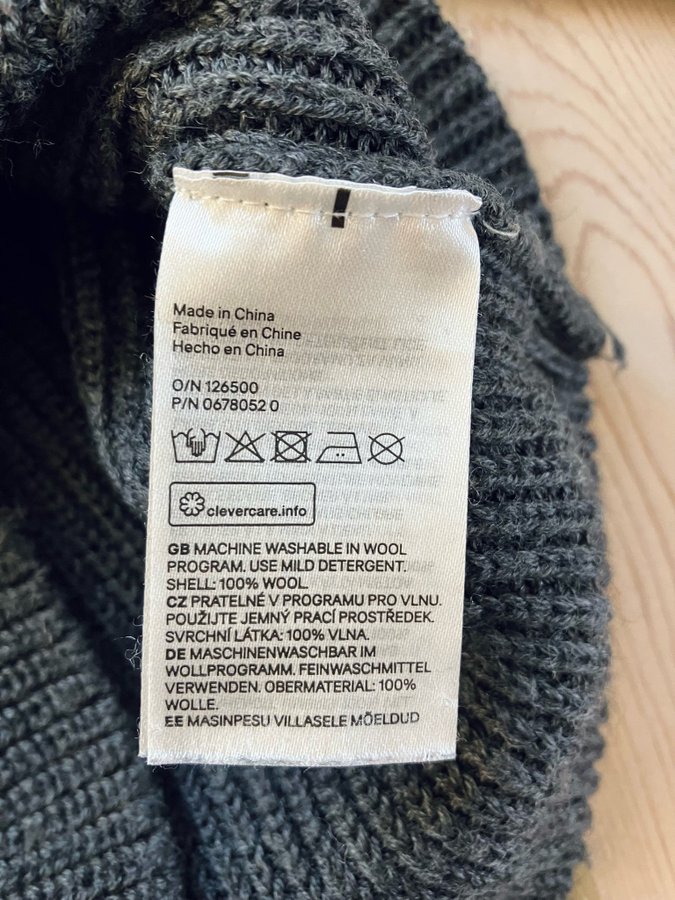 Made in China
Fabriqué en Chine
Hecho en China
O/N 126500
P/N 0678052 0
clevercare.info
GB MACHINE WASHABLE IN WOOL
PROGRAM. USE MILD DETERGENT.
SHELL: 100% WOOL.
CZ PRATELNÉ V PROGRAMU PRO VLNU.
POUŽIJTE JEMNÝ PRACÍ PROSTŘEDEK.
SVRCHNÍ LÁTKA: 100% VLNA.
DE MASCHINENWASCHBAR IM
WOLLPROGRAMM. FEINWASCHMITTEL
VERWENDEN. OBERMATERIAL: 100%
WOLLE.
EE MASINPESU VILLASELE MÕELDUD